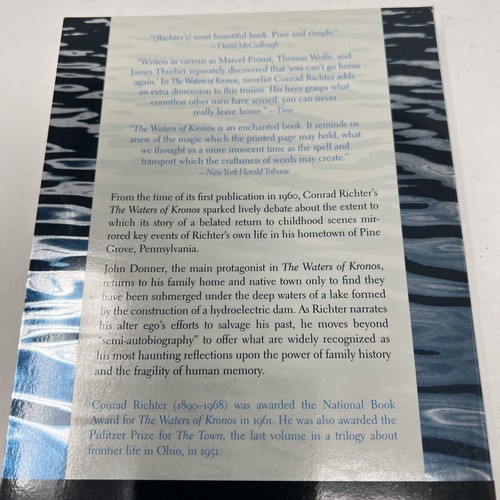 "[Richter's] most beautiful book. Pure and simple."
—David McCullough
"Writers as various as Marcel Proust, Thomas Wolfe, and
James Thurber separately discovered that 'you can't go home
again.' In The Waters of Kronos, novelist Conrad Richter adds
an extra dimension to this truism. His hero grasps what
countless other men have sensed: you can never
really leave home."—Time
"The Waters of Kronos is an enchanted book. It reminds us
anew of the magic which the printed page may hold, what
we thought in a more innocent time as the spell and
transport which the craftsmen of words may create."
—New York Herald Tribune
From the time of its first publication in 1960, Conrad Richter's
The Waters of Kronos sparked lively debate about the extent to
which its story of a belated return to childhood scenes mir-
rored key events of Richter's own life in his hometown of Pine
Grove, Pennsylvania.
John Donner, the main protagonist in The Waters of Kronos,
returns to his family home and native town only to find they
have been submerged under the deep waters of a lake formed
by the construction of a hydroelectric dam. As Richter narrates
his alter ego's efforts to salvage his past, he moves beyond
"semi-autobiography" to offer what are widely recognized as
his most haunting reflections upon the power of family history
and the fragility of human memory.
Conrad Richter (1890–1968) was awarded the National Book
Award for The Waters of Kronos in 1961. He was also awarded the
Pulitzer Prize for The Town, the last volume in a trilogy about
frontier life in Ohio, in 1951.